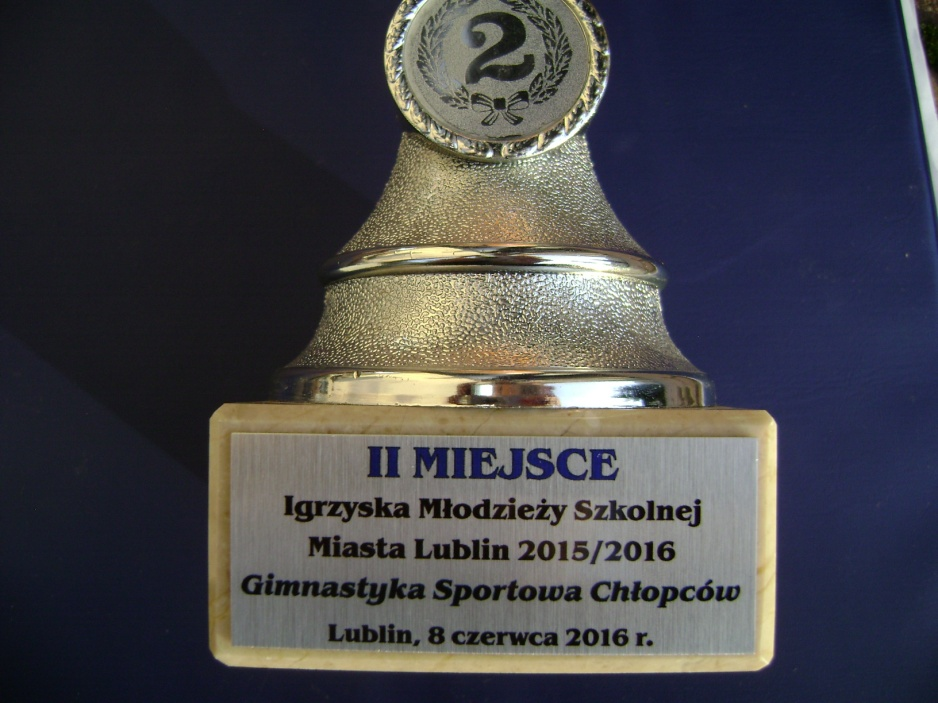 2
II MIEJSCE
Igrzyska Młodzieży Szkolnej
Miasta Lublin 2015/2016
Gimnastyka Sportowa Chłopców
Lublin, 8 czerwca 2016 r.